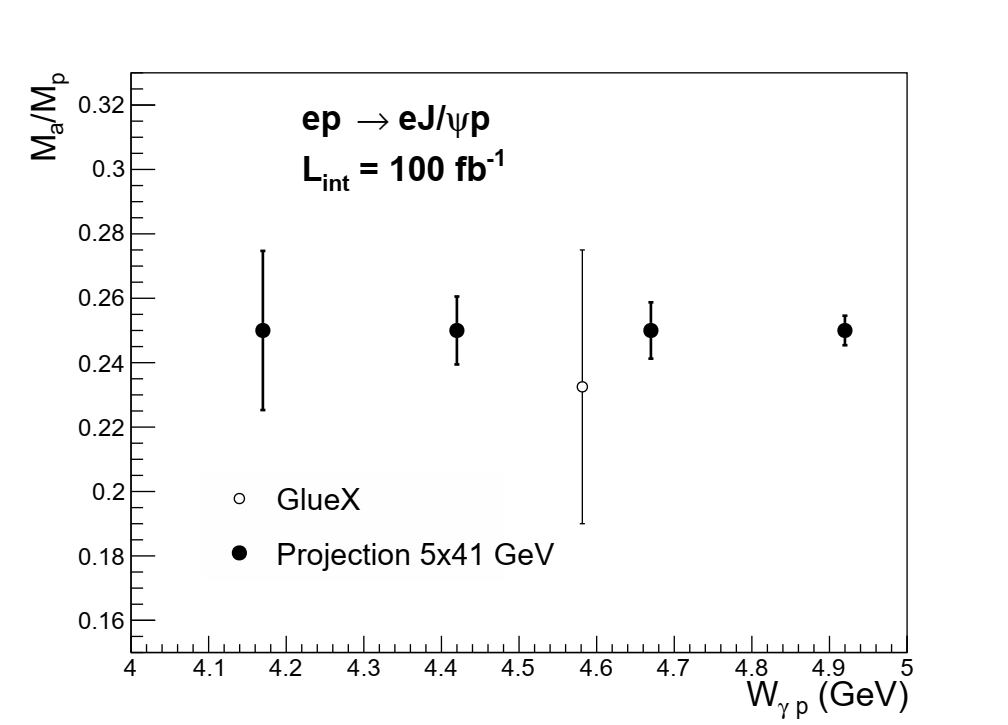 M_a/M_p
0.32
0.3
0.28
0.26
0.24
0.22
0.2
0.18
0.16
ep → eJ/ψp
L_int = 100 fb^-1
GlueX
Projection 5x41 GeV
4 4.1 4.2 4.3 4.4 4.5 4.6 4.7 4.8 4.9 5
W_γ p (GeV)